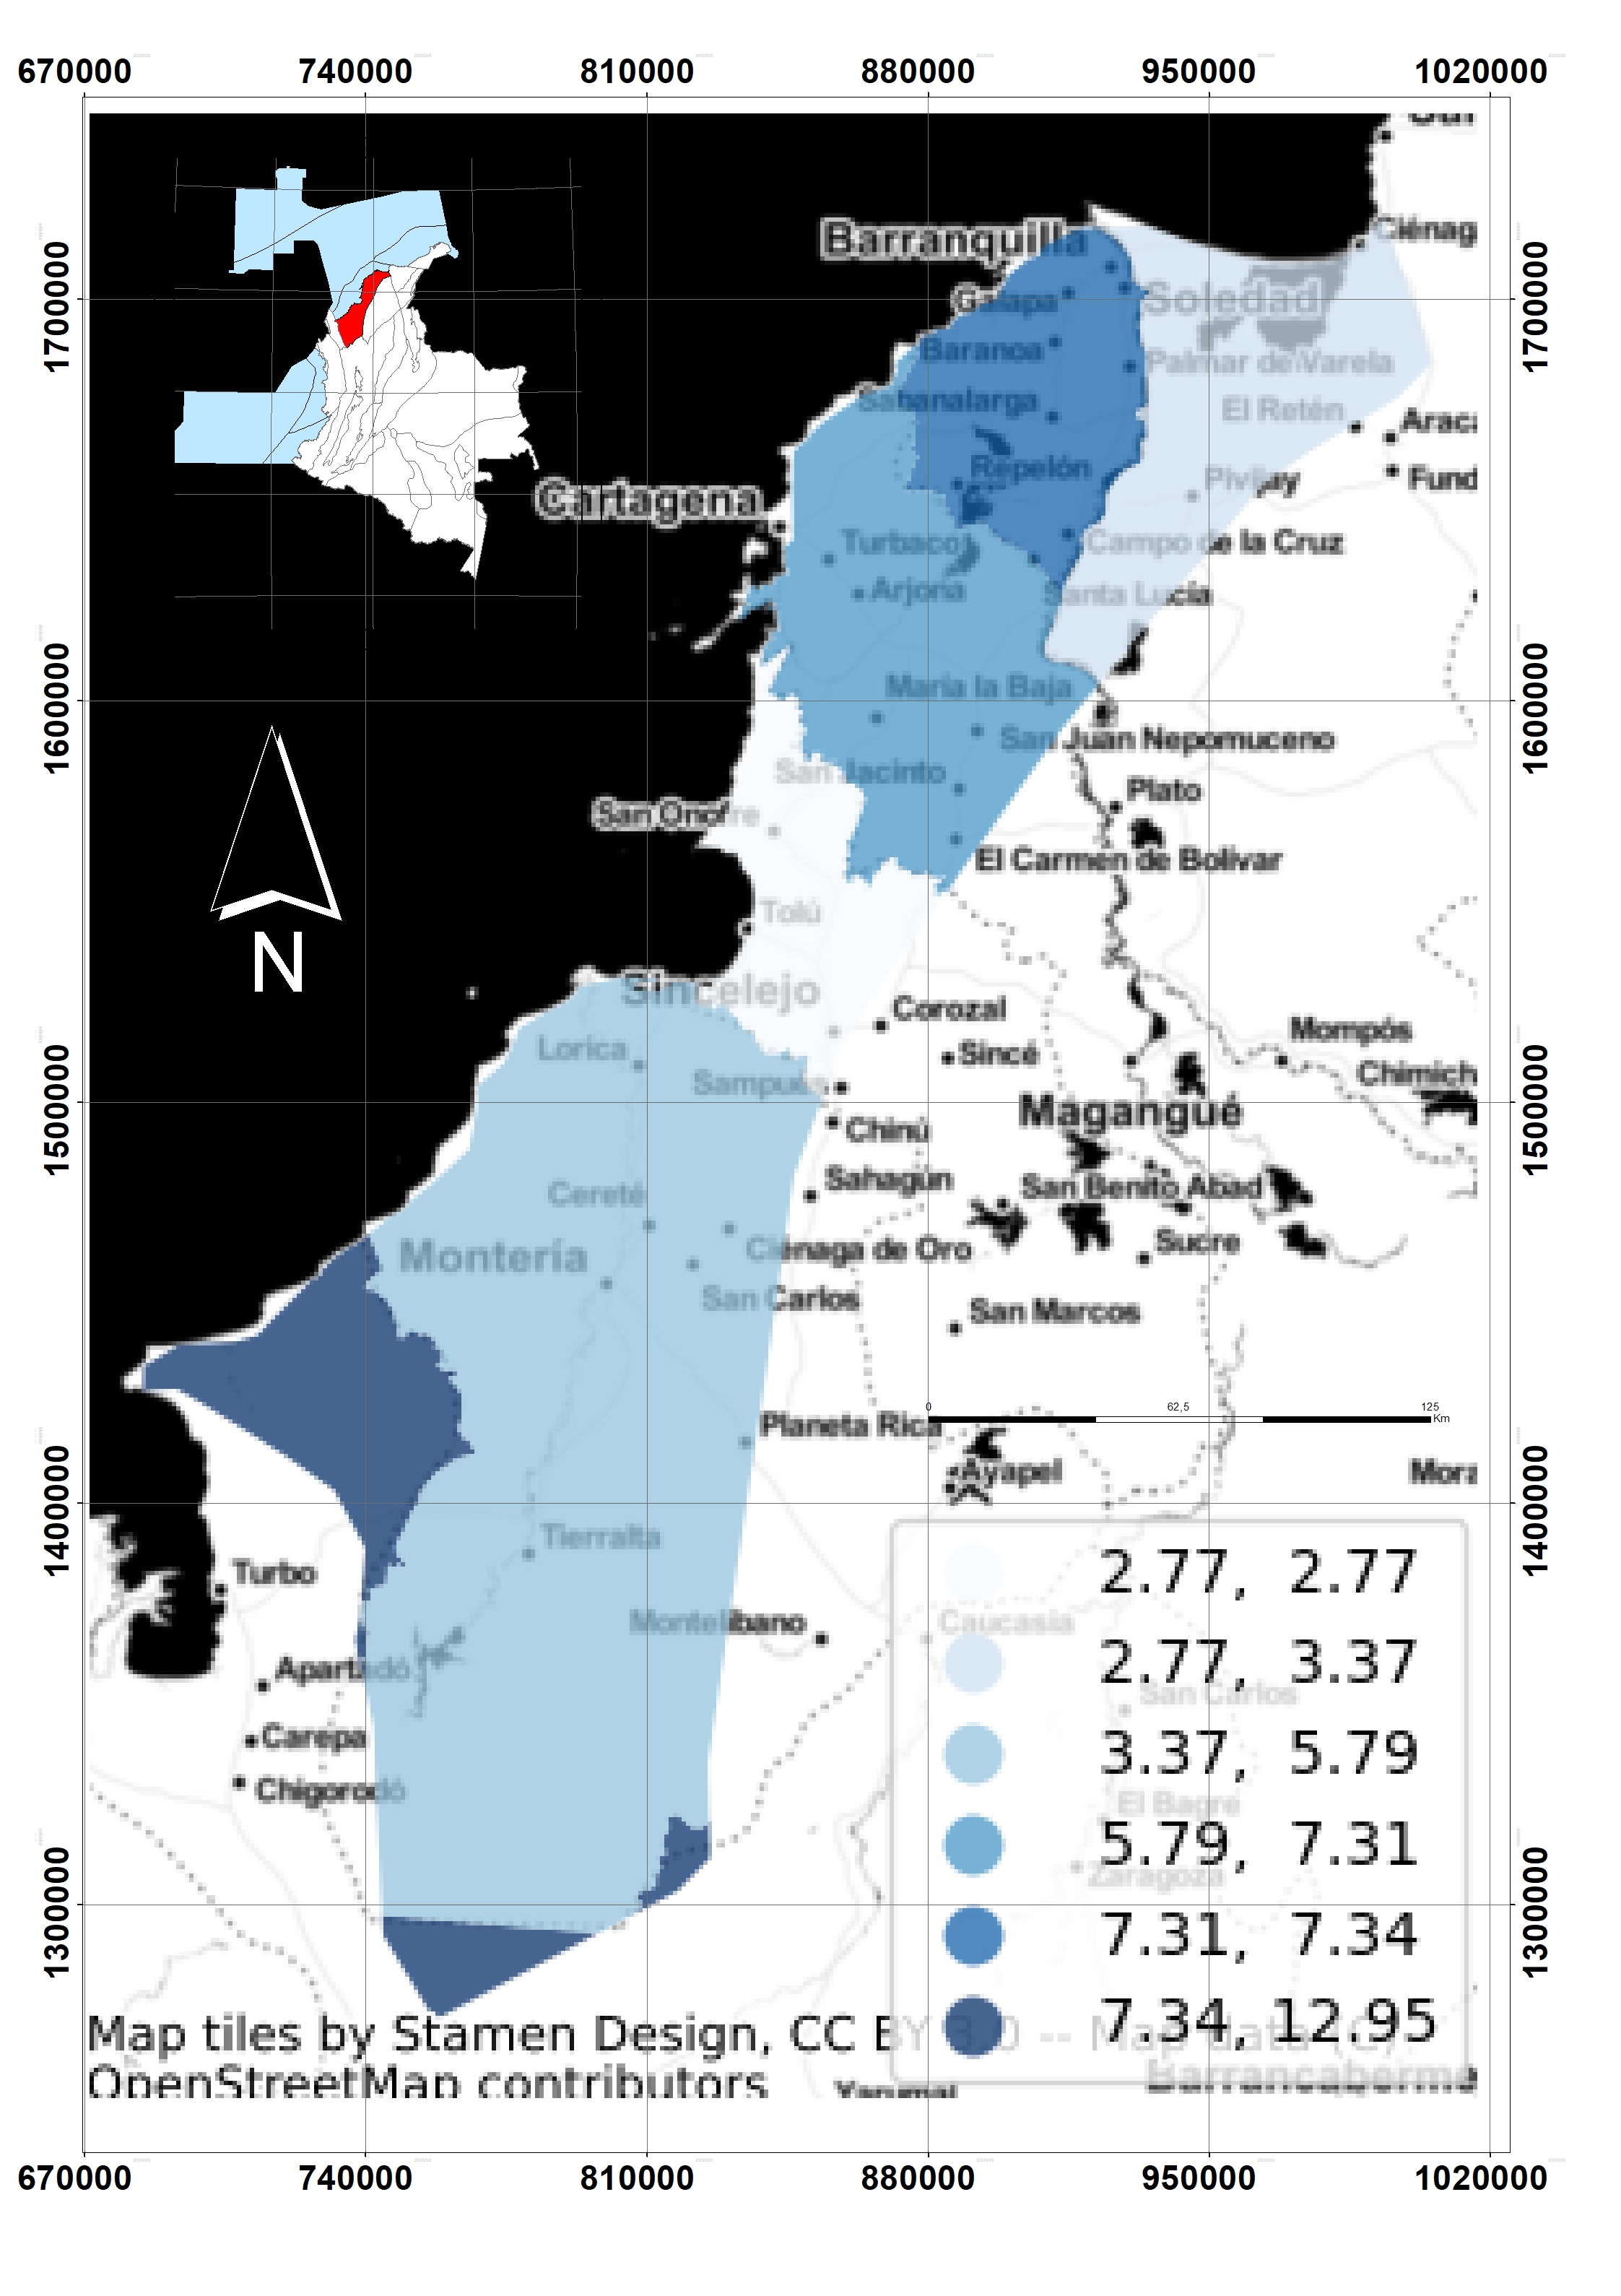 670000 740000 810000 880000 950000 1020000
Barranquilla
Ciénag
Galapa
Soledad
1700000
1700000
Baranoa
Palmar de Varela
Sabanalarga
El Retén
Arac
Repelón
Pivijay
Fund
Cartagena
Turbaco
Campo de la Cruz
Arjona
Santa Lucía
María la Baja
1600000
1600000
San Juan Nepomuceno
San Jacinto
Plato
San Onofre
El Carmen de Bolívar
Tolú
N
Sincelejo
Corozal
Mompós
Lorica
Sincé
Sampués
Chimich
1500000
1500000
Magangué
Chinú
Sahagún
Cereté
San Benito Abad
Montería
Ciénaga de Oro
Sucre
San Carlos
San Marcos
0 62,5 125
Km
Planeta Rica
Ayapel
Mora
1400000
1400000
Tierralta
Turbo
2.77, 2.77
Montelíbano
Caucasia
2.77, 3.37
Apartadó
San Carlos
Carepa
3.37, 5.79
Chigorodó
El Bagre
5.79, 7.31
Zaragoza
1300000
1300000
7.31, 7.34
7.34, 12.95
Map tiles by Stamen Design, CC BY 3.0 -- Map data (C)
OpenStreetMap contributors
Yarumal
Barrancaberme
670000 740000 810000 880000 950000 1020000